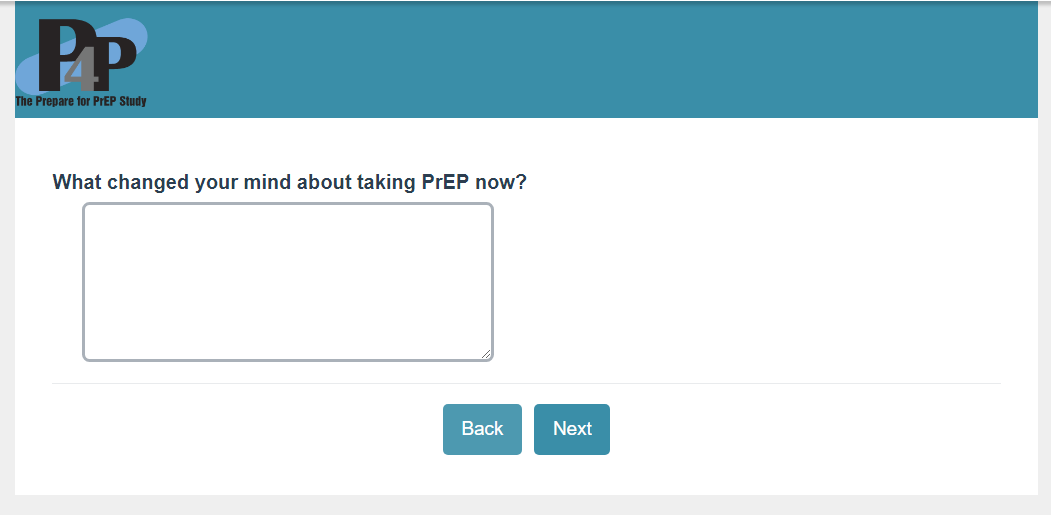 P4P
The Prepare for PrEP Study
What changed your mind about taking PrEP now?
Back
Next